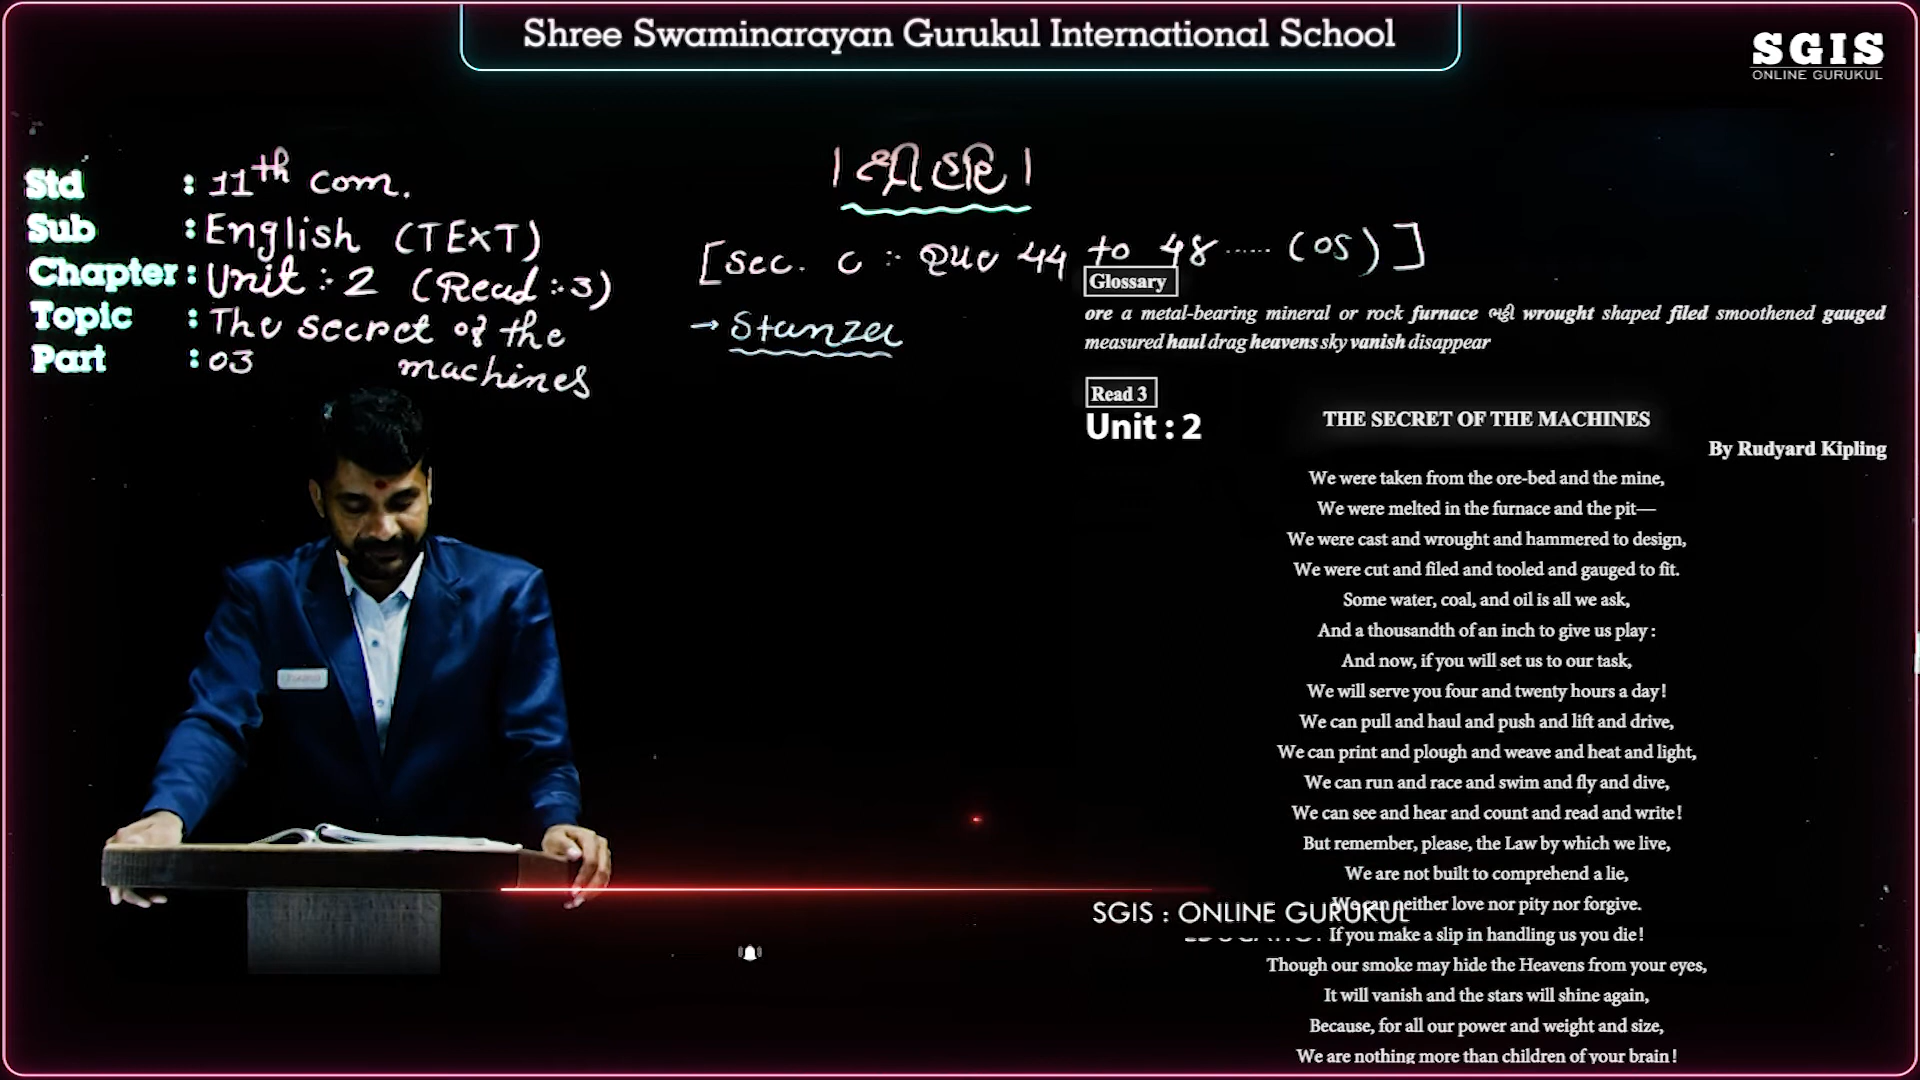 Shree Swaminarayan Gurukul International School
SGIS
ONLINE GURUKUL
। શ્રી હરિ ।
Std : 11th com.
Sub : English (TEXT)
Chapter : Unit :- 2 (Read :- 3)
Topic : The secret of the machines
Part : 03
[sec. C :- Que 44 to 48 ...... (05)]
→ Stanza
Glossary
ore a metal-bearing mineral or rock furnace ભઠ્ઠી wrought shaped filed smoothened gauged
measured haul drag heavens sky vanish disappear
Read 3
Unit : 2
THE SECRET OF THE MACHINES
By Rudyard Kipling
We were taken from the ore-bed and the mine,
We were melted in the furnace and the pit—
We were cast and wrought and hammered to design,
We were cut and filed and tooled and gauged to fit.
Some water, coal, and oil is all we ask,
And a thousandth of an inch to give us play :
And now, if you will set us to our task,
We will serve you four and twenty hours a day !
We can pull and haul and push and lift and drive,
We can print and plough and weave and heat and light,
We can run and race and swim and fly and dive,
We can see and hear and count and read and write !
But remember, please, the Law by which we live,
We are not built to comprehend a lie,
We can neither love nor pity nor forgive.
SGIS : ONLINE GURUKUL
If you make a slip in handling us you die !
Though our smoke may hide the Heavens from your eyes,
It will vanish and the stars will shine again,
Because, for all our power and weight and size,
We are nothing more than children of your brain !